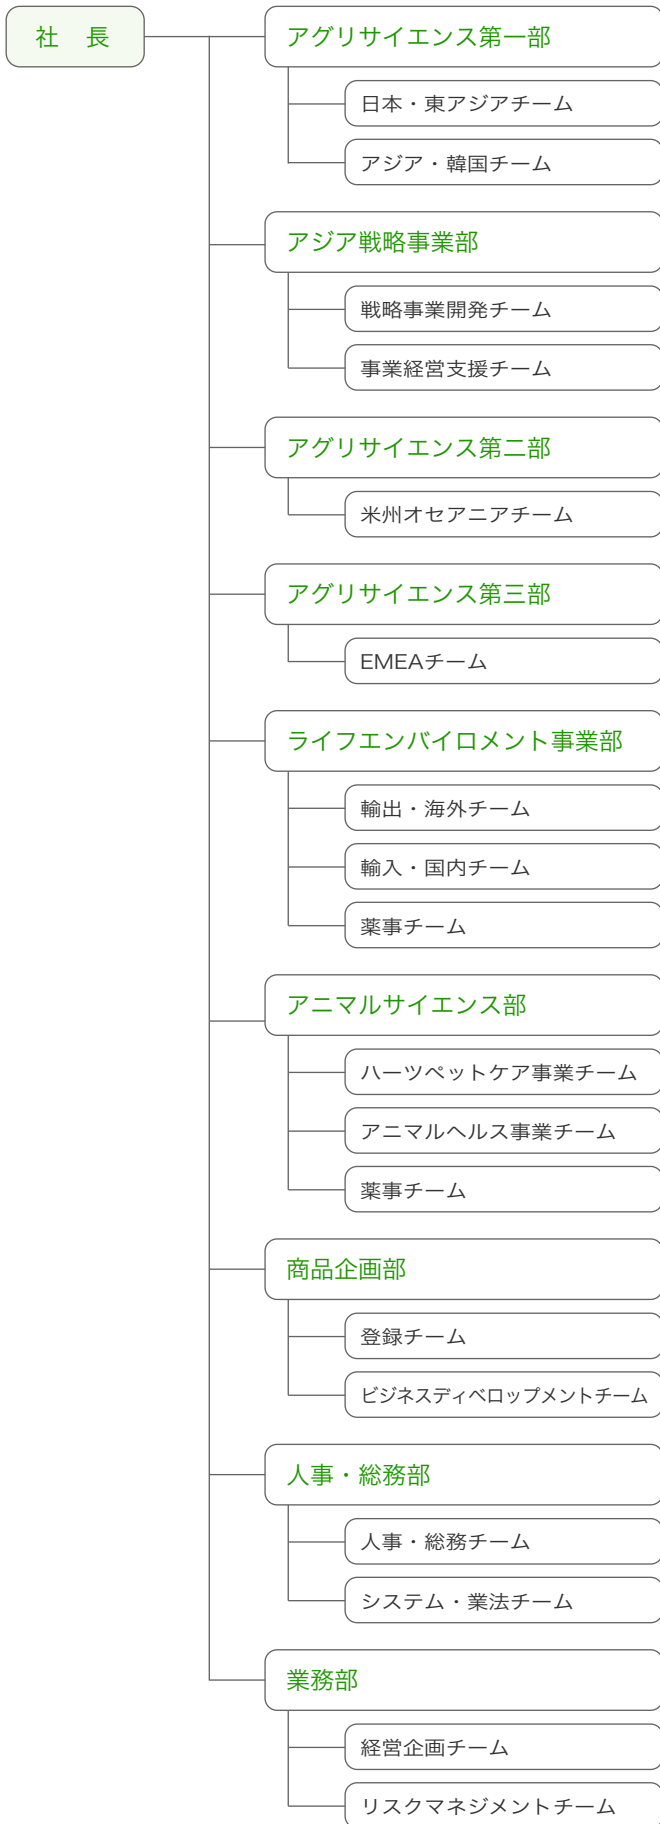 社 長
アグリサイエンス第一部
日本・東アジアチーム
アジア・韓国チーム
アジア戦略事業部
戦略事業開発チーム
事業経営支援チーム
アグリサイエンス第二部
米州オセアニアチーム
アグリサイエンス第三部
EMEAチーム
ライフエンバイロメント事業部
輸出・海外チーム
輸入・国内チーム
薬事チーム
アニマルサイエンス部
ハーツペットケア事業チーム
アニマルヘルス事業チーム
薬事チーム
商品企画部
登録チーム
ビジネスディベロップメントチーム
人事・総務部
人事・総務チーム
システム・業法チーム
業務部
経営企画チーム
リスクマネジメントチーム